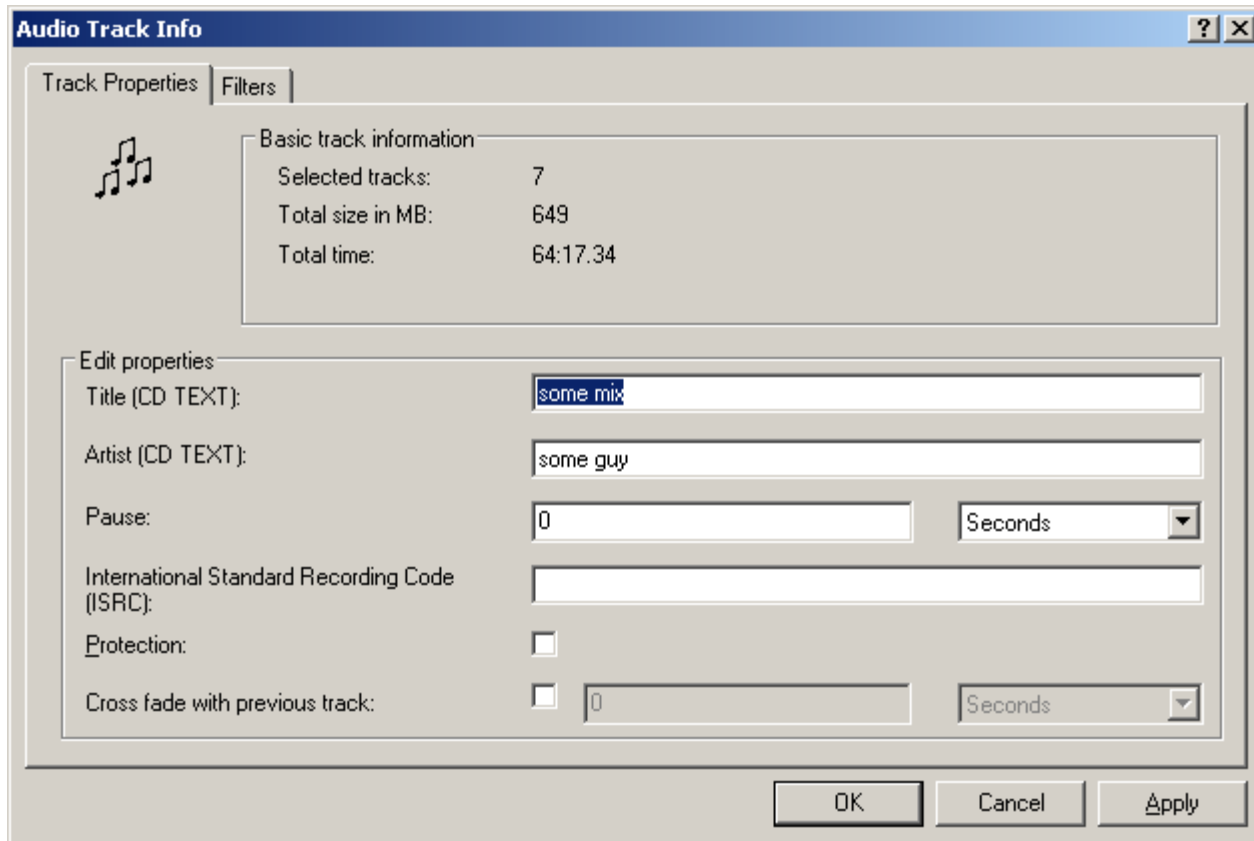 Audio Track Info
Track Properties
Filters
Basic track information
Selected tracks: 7
Total size in MB: 649
Total time: 64:17.34
Edit properties
Title (CD TEXT): some mix
Artist (CD TEXT): some guy
Pause: 0 Seconds
International Standard Recording Code
(ISRC):
Protection:
Cross fade with previous track: 0 Seconds
OK Cancel Apply